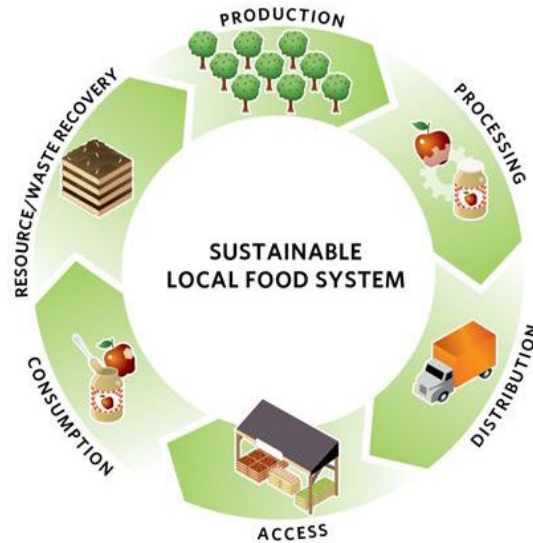 PRODUCTION
PROCESSING
DISTRIBUTION
ACCESS
CONSUMPTION
RESOURCE/WASTE RECOVERY
SUSTAINABLE
LOCAL FOOD SYSTEM